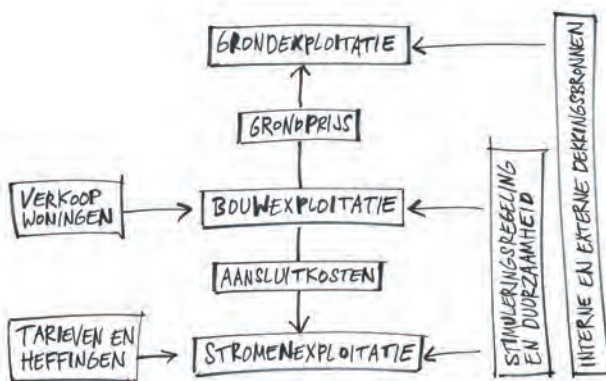 GRONDEXPLOITATIE
GRONDPRIJS
VERKOOP
WONINGEN
BOUWEXPLOITATIE
AANSLUITKOSTEN
TARIEVEN EN
HEFFINGEN
STROMENEXPLOITATIE
STIMULERINGSREGELING
EN DUURZAAMHEID
INTERNE EN EXTERNE DEKKINGSBRONNEN